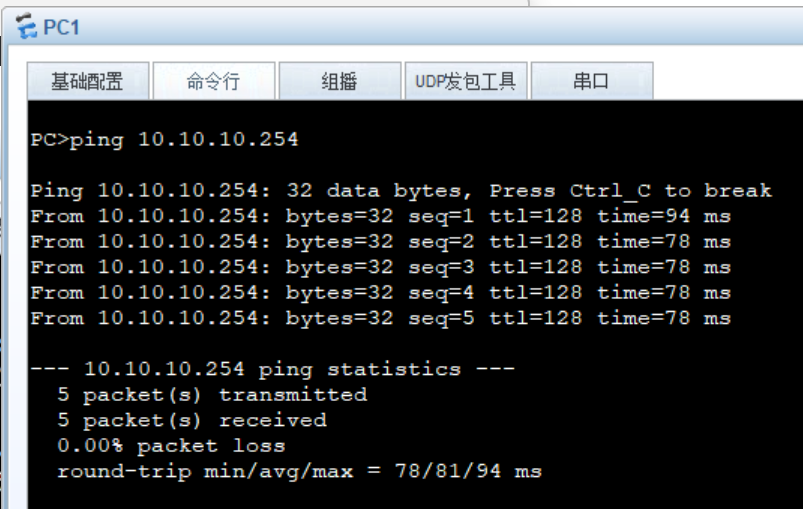 PC1
基础配置 命令行 组播 UDP发包工具 串口
PC>ping 10.10.10.254
Ping 10.10.10.254: 32 data bytes, Press Ctrl_C to break
From 10.10.10.254: bytes=32 seq=1 ttl=128 time=94 ms
From 10.10.10.254: bytes=32 seq=2 ttl=128 time=78 ms
From 10.10.10.254: bytes=32 seq=3 ttl=128 time=78 ms
From 10.10.10.254: bytes=32 seq=4 ttl=128 time=78 ms
From 10.10.10.254: bytes=32 seq=5 ttl=128 time=78 ms
--- 10.10.10.254 ping statistics ---
5 packet(s) transmitted
5 packet(s) received
0.00% packet loss
round-trip min/avg/max = 78/81/94 ms